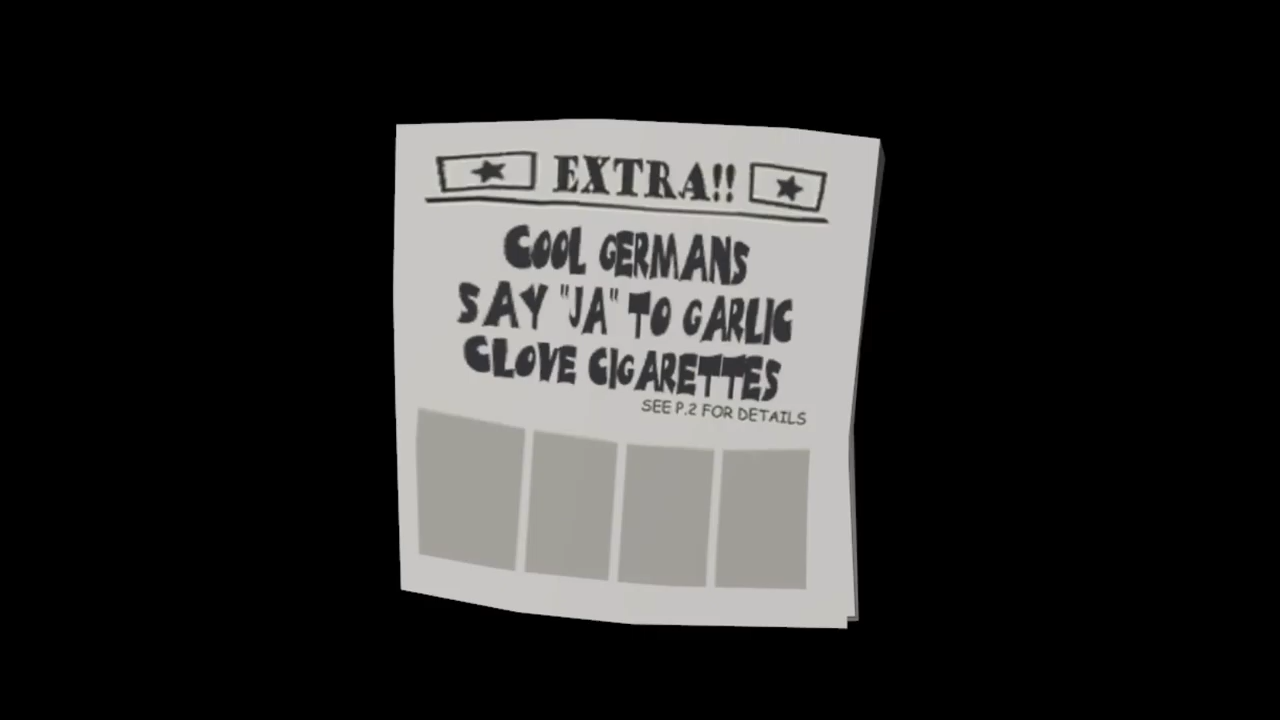 EXTRA!!
COOL GERMANS
SAY "JA" TO GARLIC
CLOVE CIGARETTES
SEE P.2 FOR DETAILS